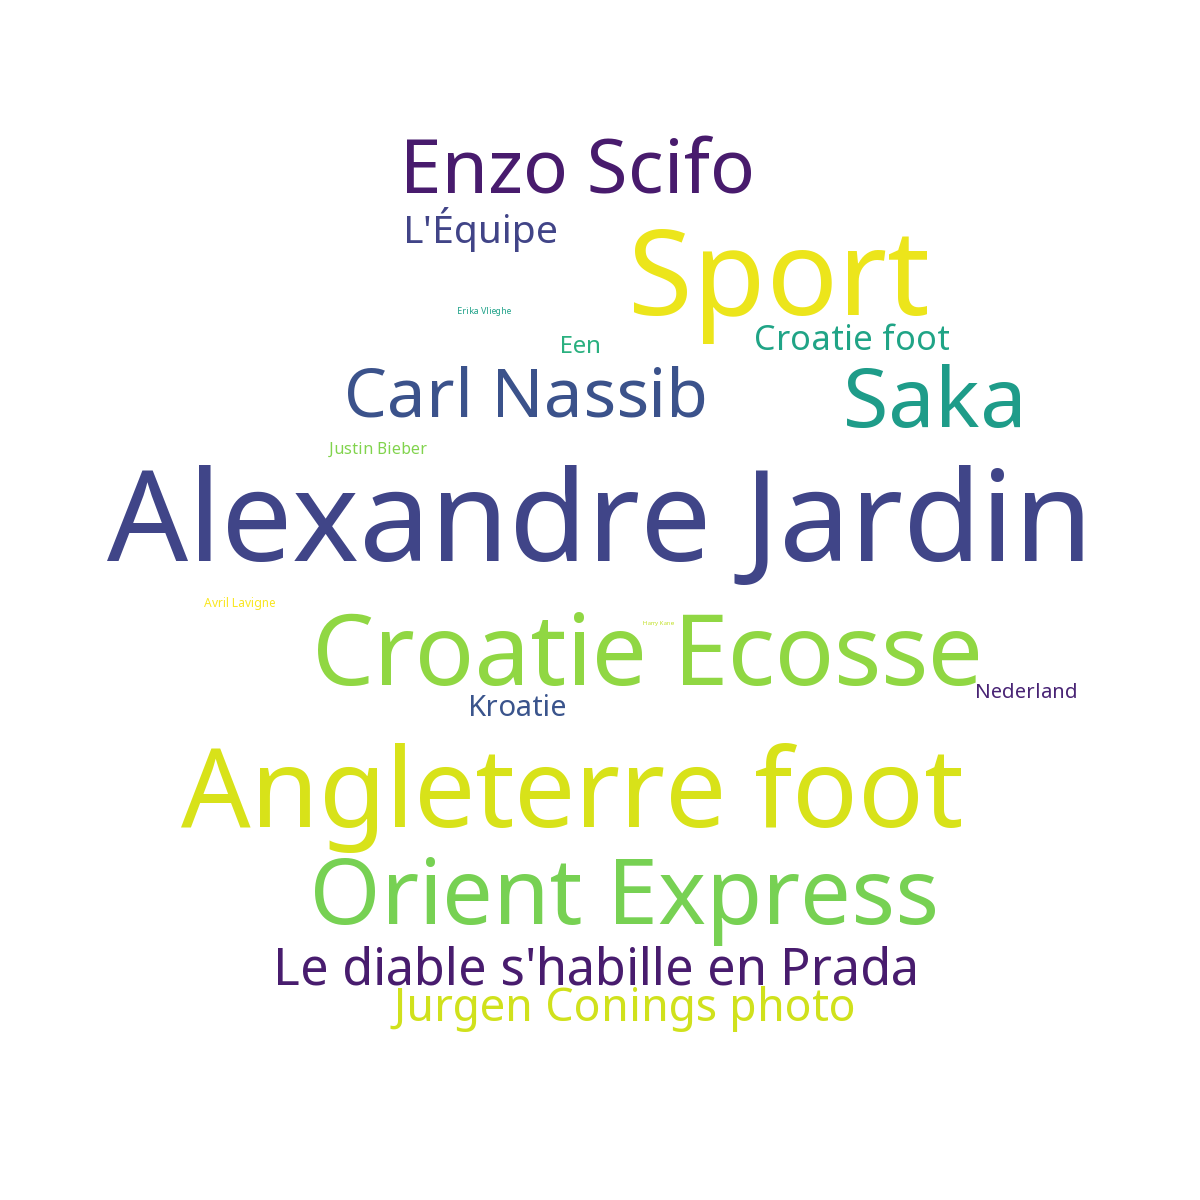 Enzo Scifo
L'Équipe
Sport
Erika Vlieghe
Een
Croatie foot
Carl Nassib
Saka
Justin Bieber
Alexandre Jardin
Avril Lavigne
Croatie Ecosse
Harry Kane
Nederland
Kroatie
Angleterre foot
Orient Express
Le diable s'habille en Prada
Jurgen Conings photo